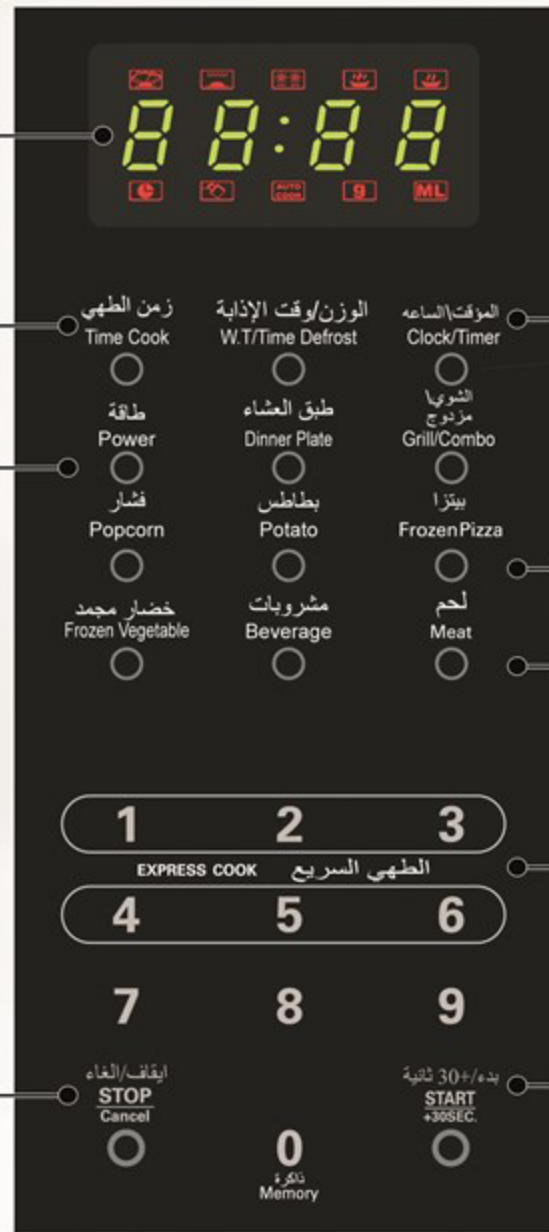 88:88
AUTO
COOK
9
ML
زمن الطهي
Time Cook
الوزن/وقت الإذابة
W.T/Time Defrost
المؤقت\الساعه
Clock/Timer
طاقة
Power
طبق العشاء
Dinner Plate
الشوي\
مزدوج
Grill/Combo
فشار
Popcorn
بطاطس
Potato
بيتزا
Frozen Pizza
خضار مجمد
Frozen Vegetable
مشروبات
Beverage
لحم
Meat
1 2 3
EXPRESS COOK الطهي السريع
4 5 6
7 8 9
ايقاف/الغاء
STOP
Cancel
0
ذاكرة
Memory
بدء/+30 ثانية
START
+30SEC.